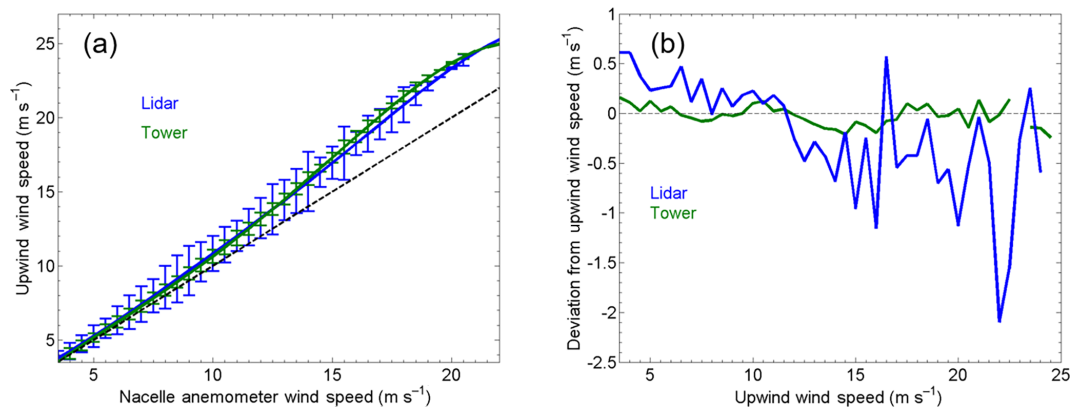 (a)
Lidar
Tower
25
20
15
10
5
Upwind wind speed (m s⁻¹)
5 10 15 20
Nacelle anemometer wind speed (m s⁻¹)
(b)
Lidar
Tower
1
0.5
0
-0.5
-1
-1.5
-2
-2.5
Deviation from upwind wind speed (m s⁻¹)
5 10 15 20 25
Upwind wind speed (m s⁻¹)